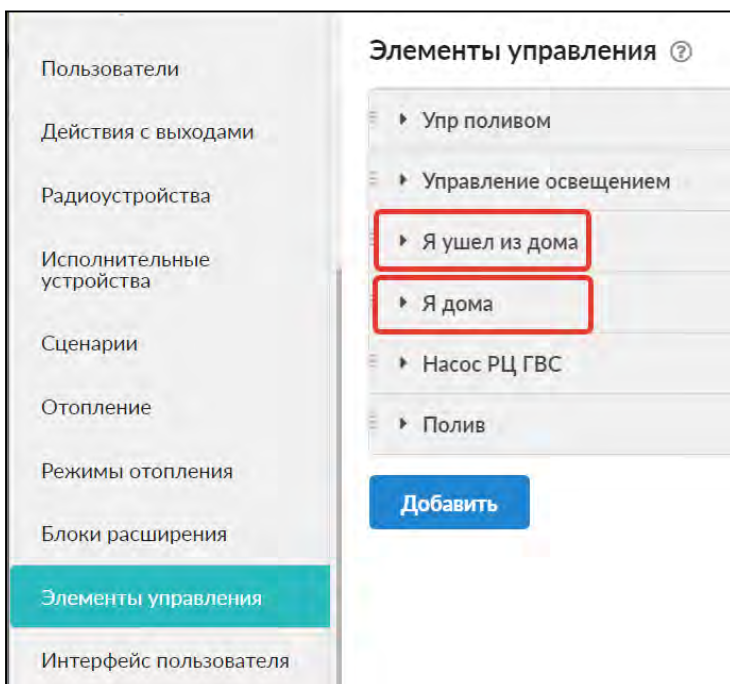 Пользователи
Действия с выходами
Радиоустройства
Исполнительные
устройства
Сценарии
Отопление
Режимы отопления
Блоки расширения
Элементы управления
Интерфейс пользователя
Элементы управления ?
Упр поливом
Управление освещением
Я ушел из дома
Я дома
Насос РЦ ГВС
Полив
Добавить